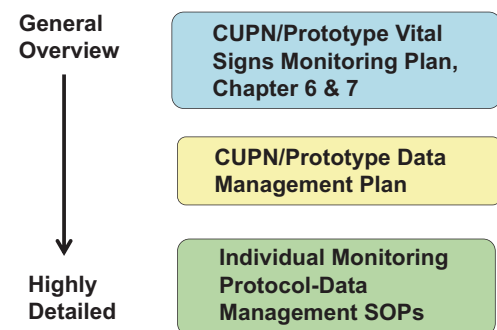 General
Overview
CUPN/Prototype Vital
Signs Monitoring Plan,
Chapter 6 & 7
CUPN/Prototype Data
Management Plan
Individual Monitoring
Protocol-Data
Management SOPs
Highly
Detailed